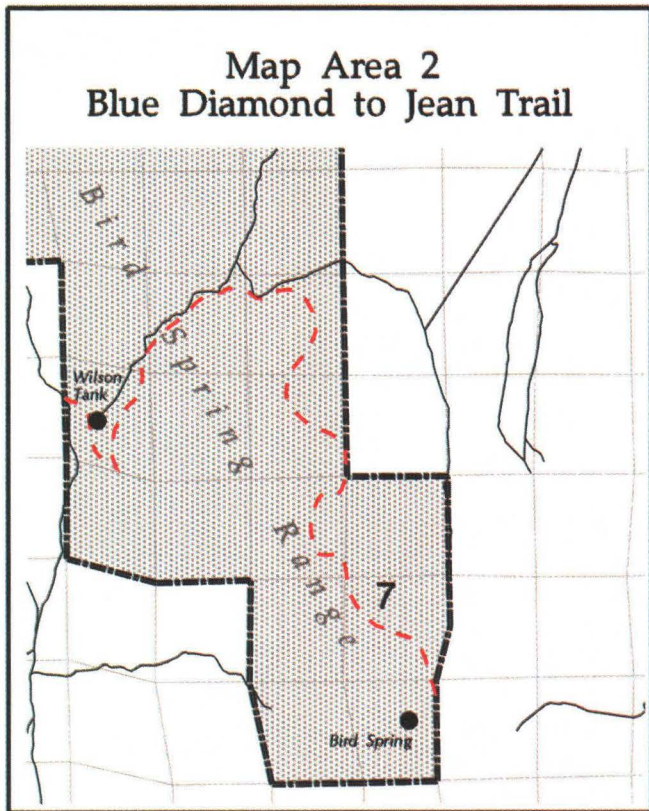 Map Area 2
Blue Diamond to Jean Trail
Bird
Spring
Range
Wilson
Tank
7
Bird Spring